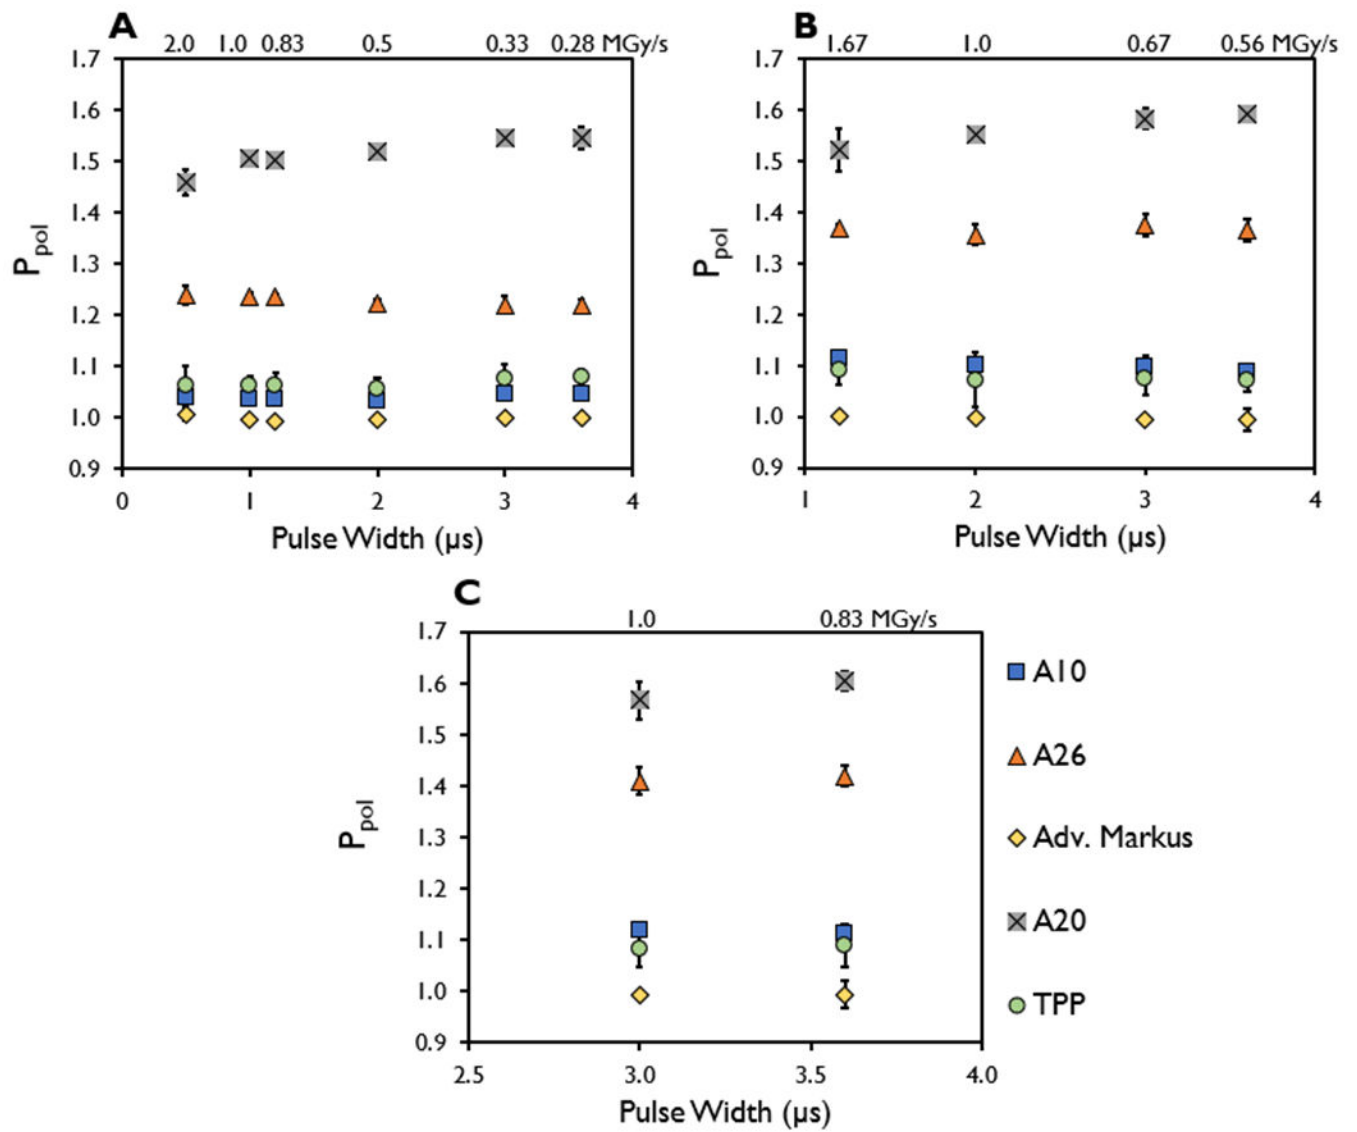 A
2.0 1.0 0.83 0.5 0.33 0.28 MGy/s
1.7
1.6
1.5
1.4
1.3
1.2
1.1
1.0
0.9
Ppol
0 1 2 3 4
Pulse Width (µs)
B
1.67 1.0 0.67 0.56 MGy/s
1.7
1.6
1.5
1.4
1.3
1.2
1.1
1.0
0.9
Ppol
1 2 3 4
Pulse Width (µs)
C
1.0 0.83 MGy/s
1.7
1.6
1.5
1.4
1.3
1.2
1.1
1.0
0.9
Ppol
2.5 3.0 3.5 4.0
Pulse Width (µs)
A10
A26
Adv. Markus
A20
TPP